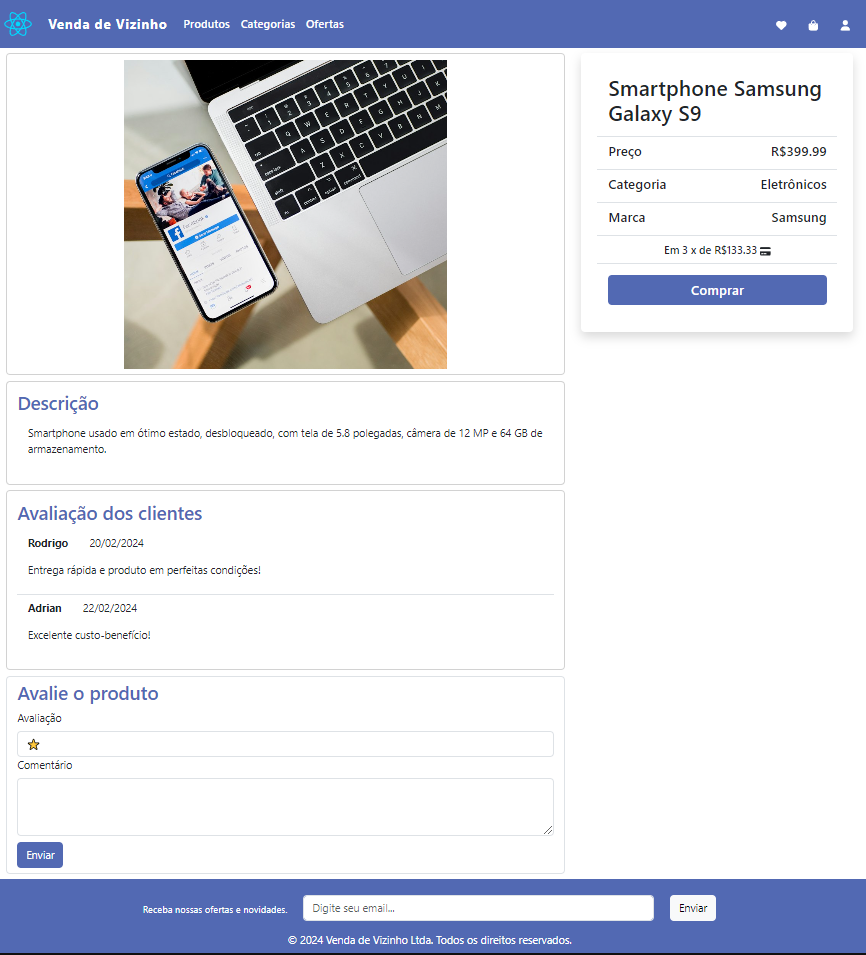 Venda de Vizinho Produtos Categorias Ofertas
Smartphone Samsung
Galaxy S9
Preço R$399.99
Categoria Eletrônicos
Marca Samsung
Em 3 x de R$133.33
Comprar
Descrição
Smartphone usado em ótimo estado, desbloqueado, com tela de 5.8 polegadas, câmera de 12 MP e 64 GB de
armazenamento.
Avaliação dos clientes
Rodrigo 20/02/2024
Entrega rápida e produto em perfeitas condições!
Adrian 22/02/2024
Excelente custo-benefício!
Avalie o produto
Avaliação
Comentário
Enviar
Receba nossas ofertas e novidades. Digite seu email... Enviar
© 2024 Venda de Vizinho Ltda. Todos os direitos reservados.